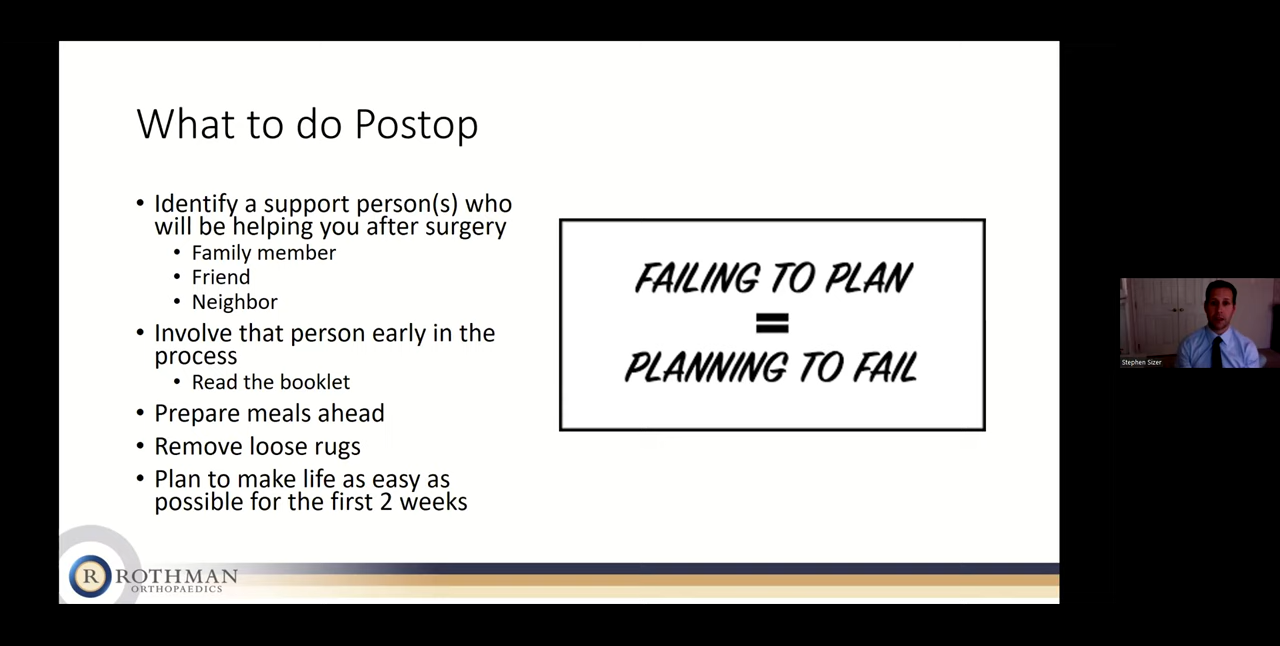 What to do Postop
• Identify a support person(s) who
will be helping you after surgery
• Family member
• Friend
• Neighbor
• Involve that person early in the
process
• Read the booklet
• Prepare meals ahead
• Remove loose rugs
• Plan to make life as easy as
possible for the first 2 weeks
FAILING TO PLAN
=
PLANNING TO FAIL
R ROTHMAN
ORTHOPAEDICS
Stephen Sizer